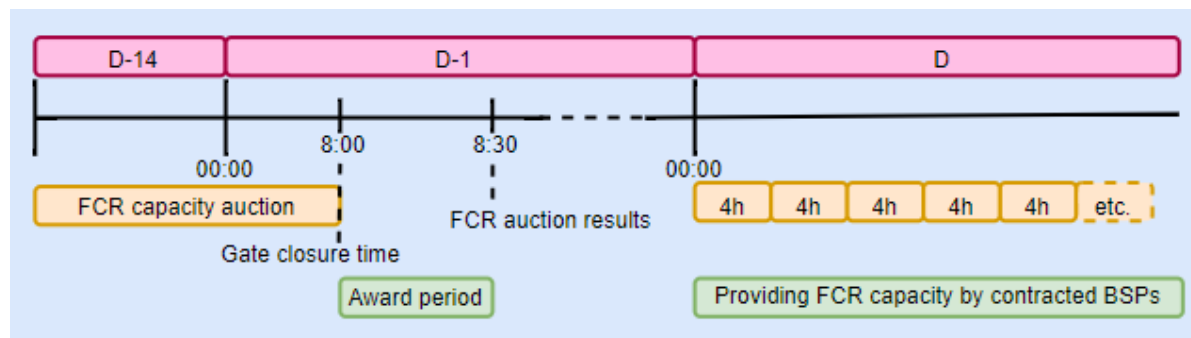 D-14
D-1
D
8:00
8:30
00:00
00:00
FCR capacity auction
4h
4h
4h
4h
4h
etc.
FCR auction results
Gate closure time
Award period
Providing FCR capacity by contracted BSPs